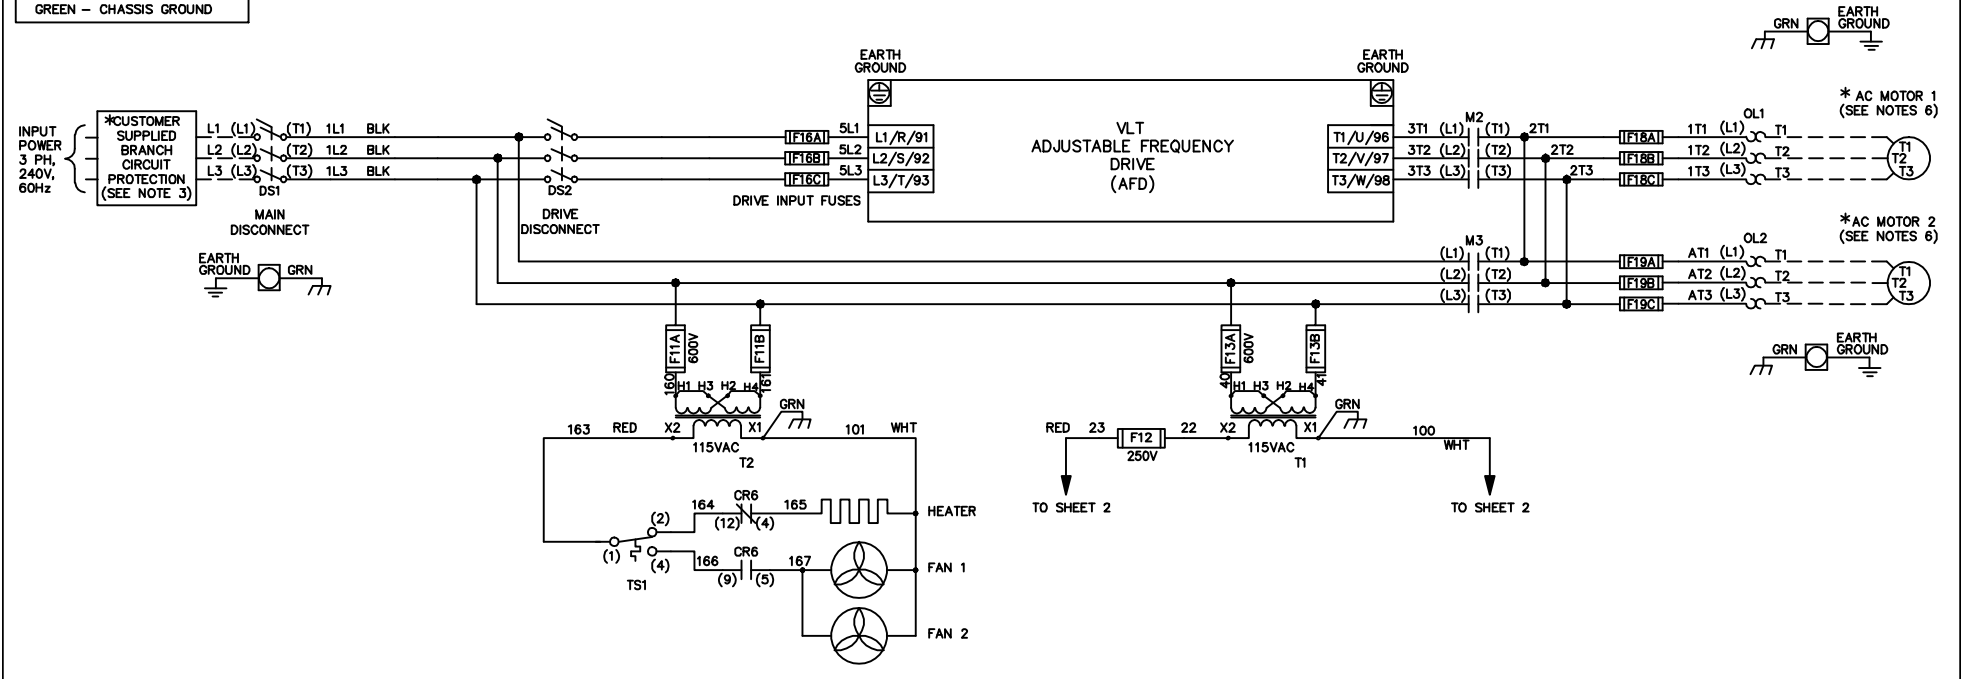 GREEN – CHASSIS GROUND
EARTH
GRN GROUND
EARTH
GROUND
EARTH
GROUND
INPUT
POWER
3 PH,
240V,
60Hz
*CUSTOMER
SUPPLIED
BRANCH
CIRCUIT
PROTECTION
(SEE NOTE 3)
L1 (L1) (T1) 1L1 BLK
L2 (L2) (T2) 1L2 BLK
L3 (L3) (T3) 1L3 BLK
DS1
MAIN
DISCONNECT
DS2
DRIVE
DISCONNECT
F16A 5L1 L1/R/91
F16B 5L2 L2/S/92
F16C 5L3 L3/T/93
DRIVE INPUT FUSES
VLT
ADJUSTABLE FREQUENCY
DRIVE
(AFD)
M2
T1/U/96 3T1 (L1) (T1) 2T1
T2/V/97 3T2 (L2) (T2) 2T2
T3/W/98 3T3 (L3) (T3) 2T3
OL1
F18A 1T1 (L1) T1
F18B 1T2 (L2) T2
F18C 1T3 (L3) T3
* AC MOTOR 1
(SEE NOTES 6)
T1
T2
T3
EARTH
GROUND GRN
M3
(L1) (T1)
(L2) (T2)
(L3) (T3)
OL2
F19A AT1 (L1) T1
F19B AT2 (L2) T2
F19C AT3 (L3) T3
*AC MOTOR 2
(SEE NOTES 6)
T1
T2
T3
EARTH
GRN GROUND
F11A 600V F11B
160 H1 H3 H2 H4 161
GRN
163 RED X2 X1 101 WHT
115VAC
T2
F13A 600V F13B
40 H1 H3 H2 H4 41
GRN
RED 23 F12 22 X2 X1 100
WHT
250V 115VAC
T1
TO SHEET 2 TO SHEET 2
CR6
164 165
(2) (12) (4) HEATER
(1) (4)
TS1
CR6
166 167
(9) (5) FAN 1
FAN 2